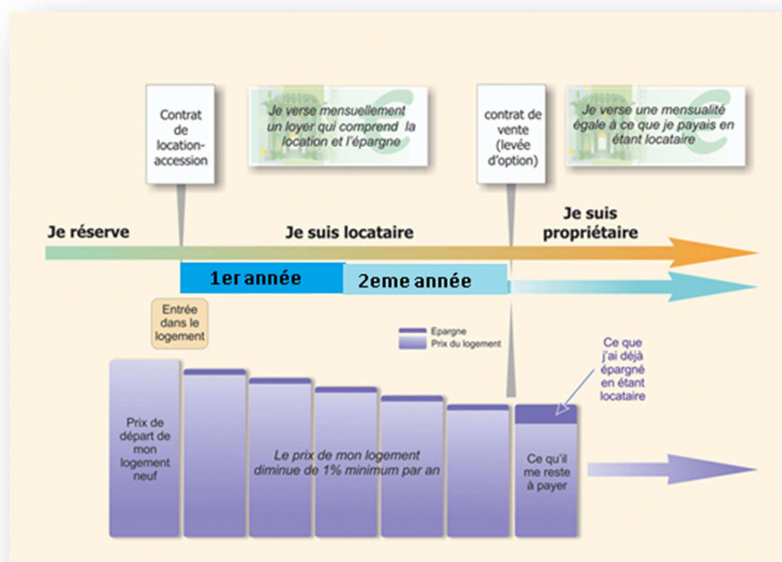 Contrat
de
location-
accession
Je verse mensuellement
un loyer qui comprend la
location et l'épargne
contrat de
vente
(levée
d'option)
Je verse une mensualité
égale à ce que je payais en
étant locataire
Je réserve
Je suis locataire
Je suis
propriétaire
1er année
2eme année
Entrée
dans le
logement
Epargne
Prix du logement
Ce que
j'ai déjà
épargné
en étant
locataire
Prix de
départ de
mon
logement
neuf
Le prix de mon logement
diminue de 1% minimum par an
Ce qu'il
me reste
à payer